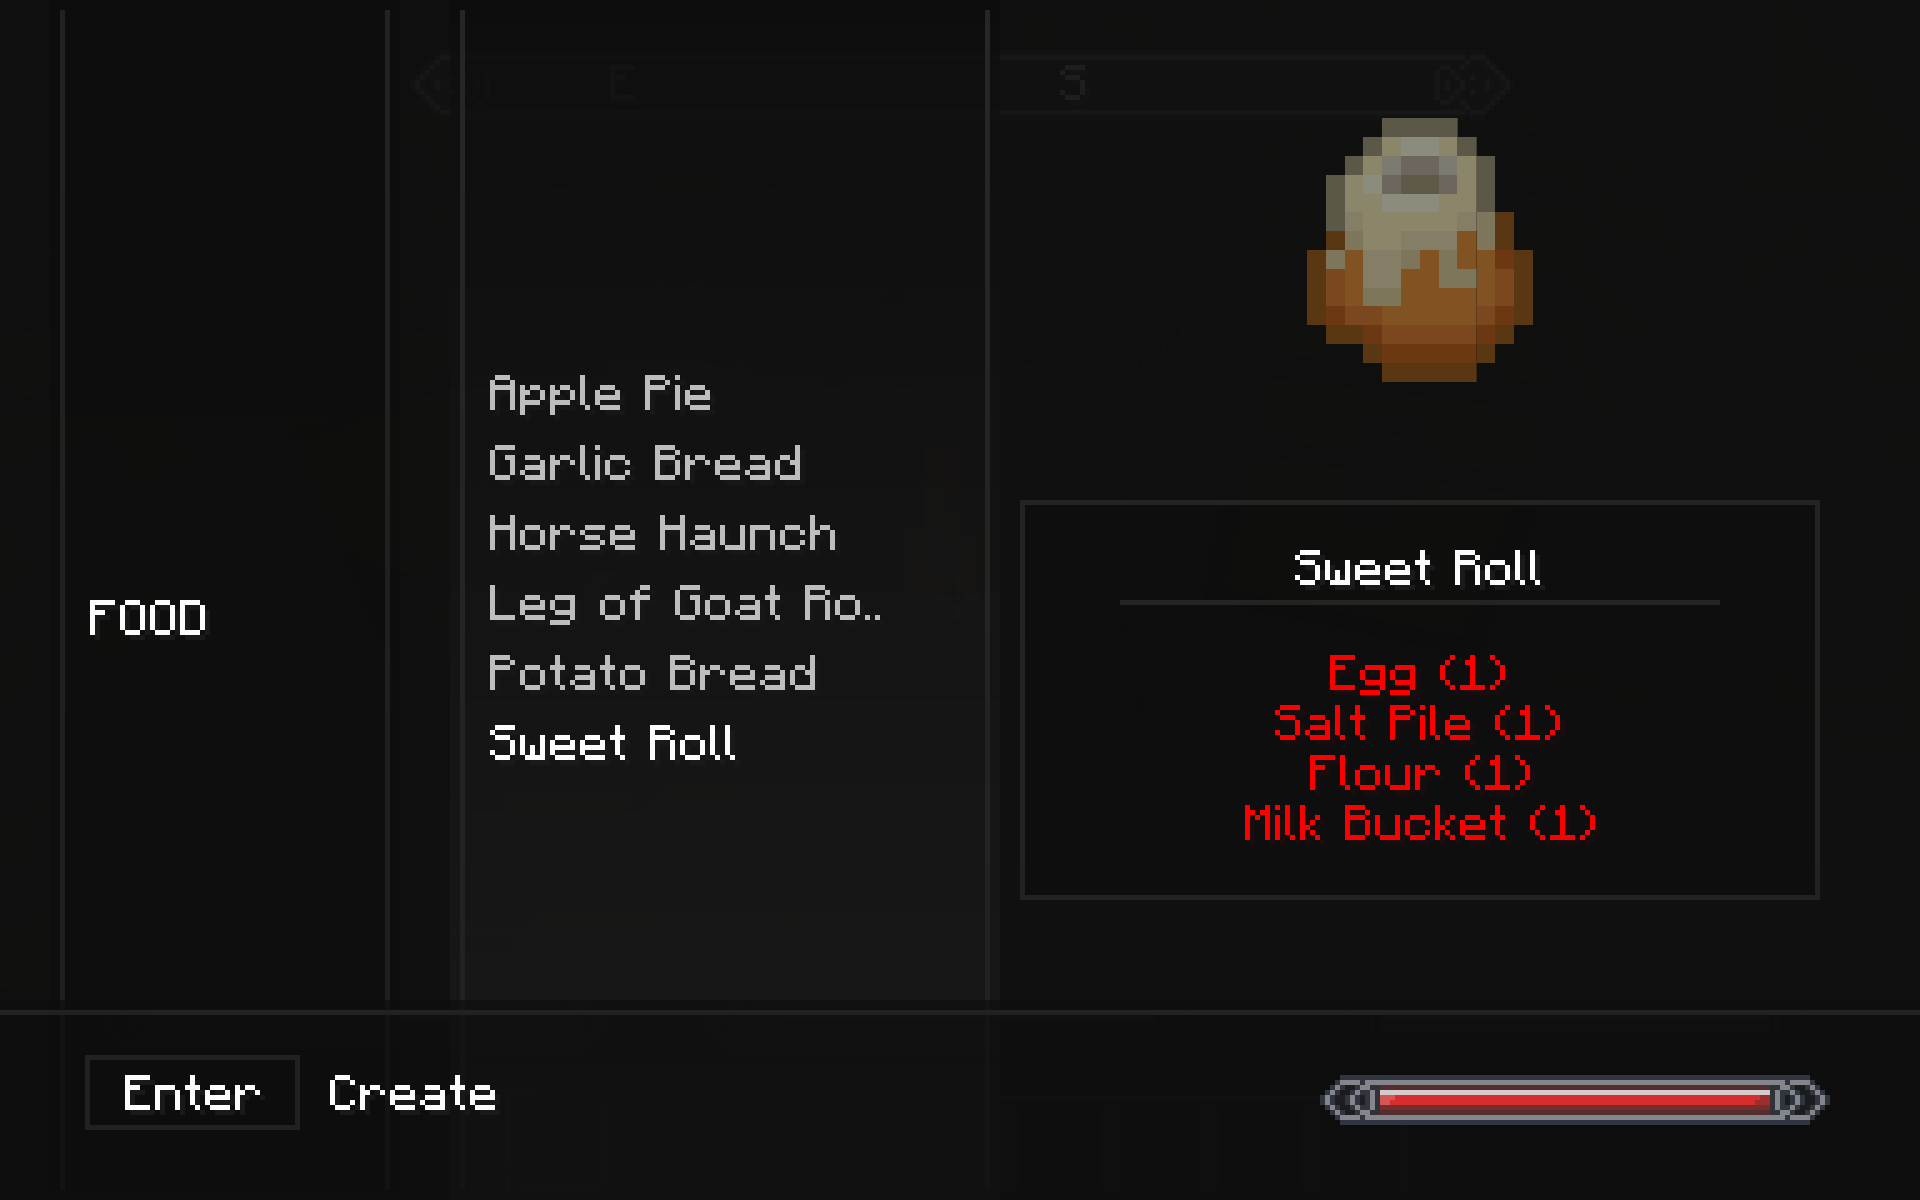 E
S
FOOD
Apple Pie
Garlic Bread
Horse Haunch
Leg of Goat Ro..
Potato Bread
Sweet Roll
Sweet Roll
Egg (1)
Salt Pile (1)
Flour (1)
Milk Bucket (1)
Enter
Create